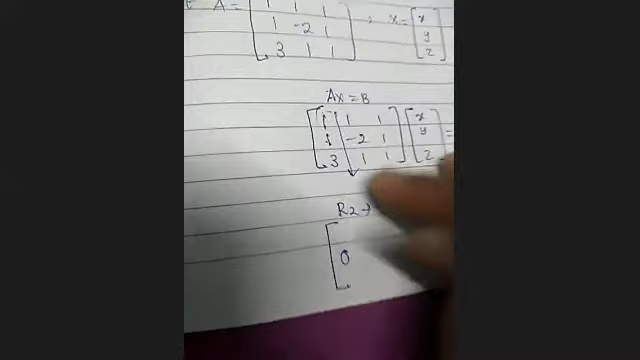 A = [ 1 1 1 ; x = [ x
1 -2 1 y
3 1 1 ] z ]
Ax = B
[ 1 1 1 ] [ x
1 -2 1 y =
3 1 1 ] z ]
R2 →
[ 0